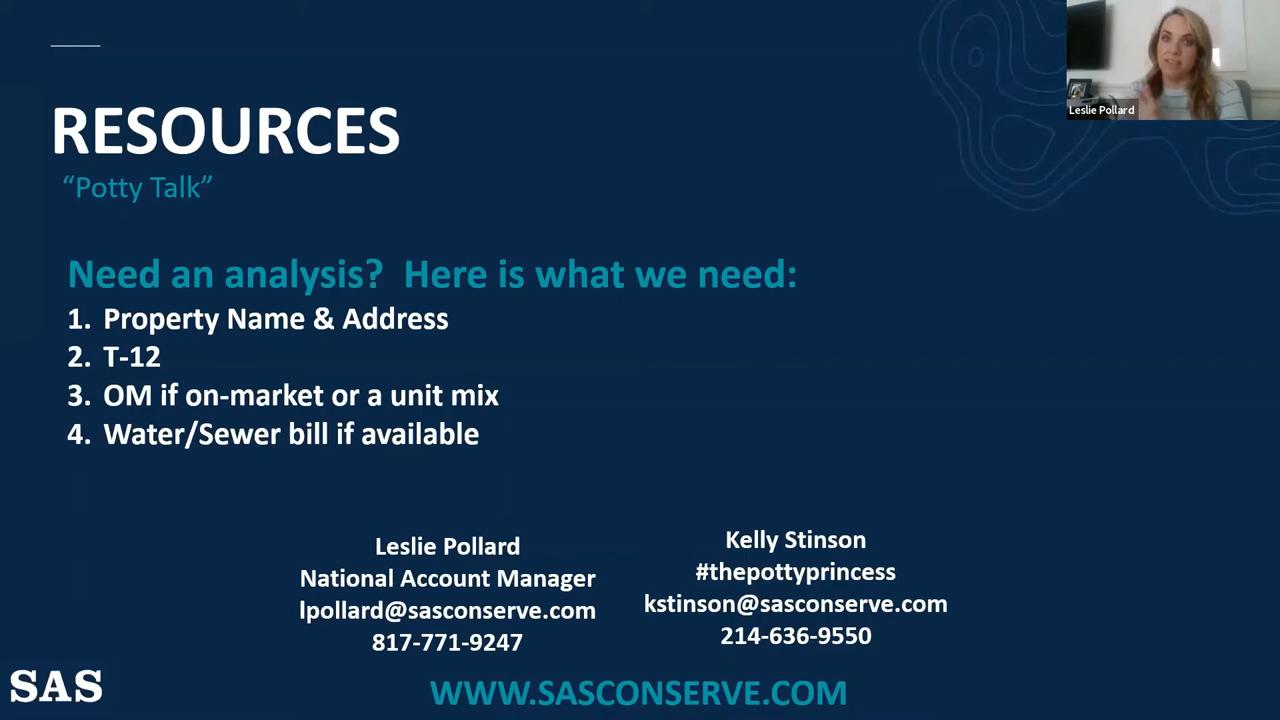 Leslie Pollard
RESOURCES
“Potty Talk”
Need an analysis?  Here is what we need:
1. Property Name & Address
2. T-12
3. OM if on-market or a unit mix
4. Water/Sewer bill if available
Leslie Pollard
National Account Manager
lpollard@sasconserve.com
817-771-9247
Kelly Stinson
#thepottyprincess
kstinson@sasconserve.com
214-636-9550
SAS
WWW.SASCONSERVE.COM